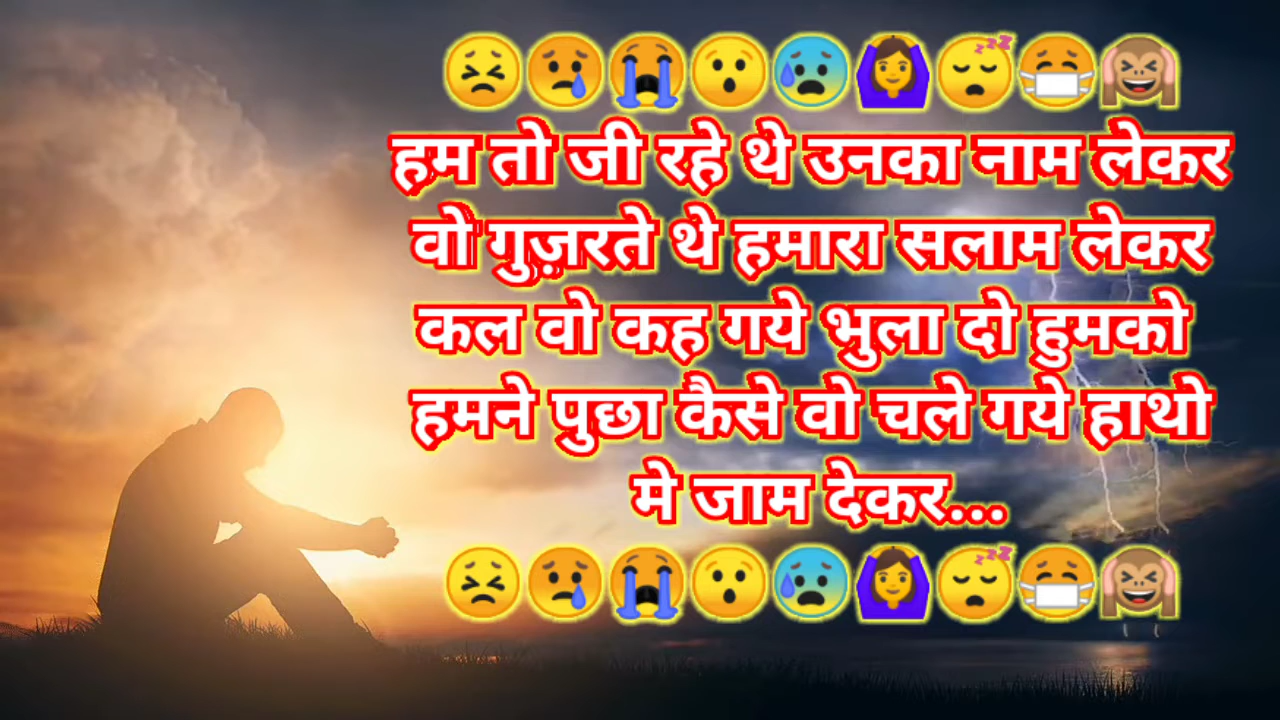 😣😢😭😯😰🙆‍♀️😴😷🙉
हम तो जी रहे थे उनका नाम लेकर
वो गुज़रते थे हमारा सलाम लेकर
कल वो कह गये भुला दो हुमको
हमने पुछा कैसे वो चले गये हाथो
मे जाम देकर...
😣😢😭😯😰🙆‍♀️😴😷🙉